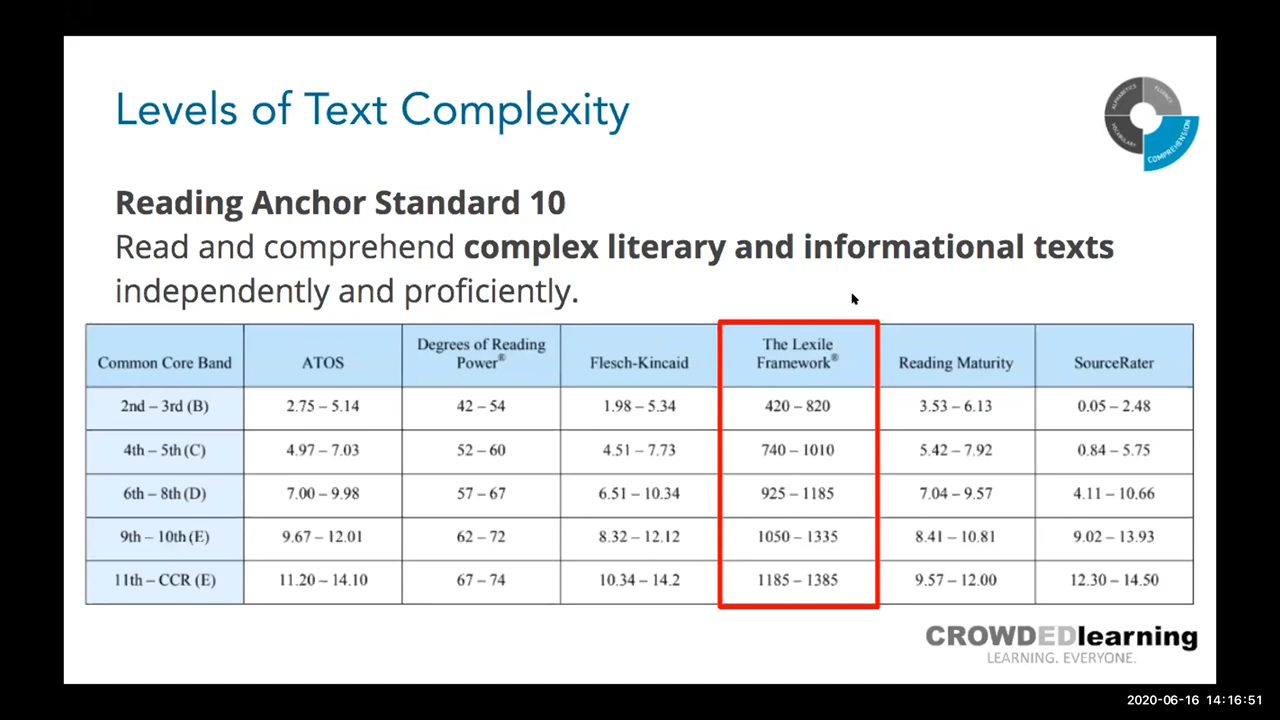 Levels of Text Complexity
ALPHABETICS
FLUENCY
VOCABULARY
COMPREHENSION
Reading Anchor Standard 10
Read and comprehend complex literary and informational texts
independently and proficiently.
Common Core Band ATOS Degrees of Reading Power® Flesch-Kincaid The Lexile Framework® Reading Maturity SourceRater
2nd – 3rd (B) 2.75 – 5.14 42 – 54 1.98 – 5.34 420 – 820 3.53 – 6.13 0.05 – 2.48
4th – 5th (C) 4.97 – 7.03 52 – 60 4.51 – 7.73 740 – 1010 5.42 – 7.92 0.84 – 5.75
6th – 8th (D) 7.00 – 9.98 57 – 67 6.51 – 10.34 925 – 1185 7.04 – 9.57 4.11 – 10.66
9th – 10th (E) 9.67 – 12.01 62 – 72 8.32 – 12.12 1050 – 1335 8.41 – 10.81 9.02 – 13.93
11th – CCR (E) 11.20 – 14.10 67 – 74 10.34 – 14.2 1185 – 1385 9.57 – 12.00 12.30 – 14.50
CROWDEDlearning
LEARNING. EVERYONE.
2020-06-16 14:16:51